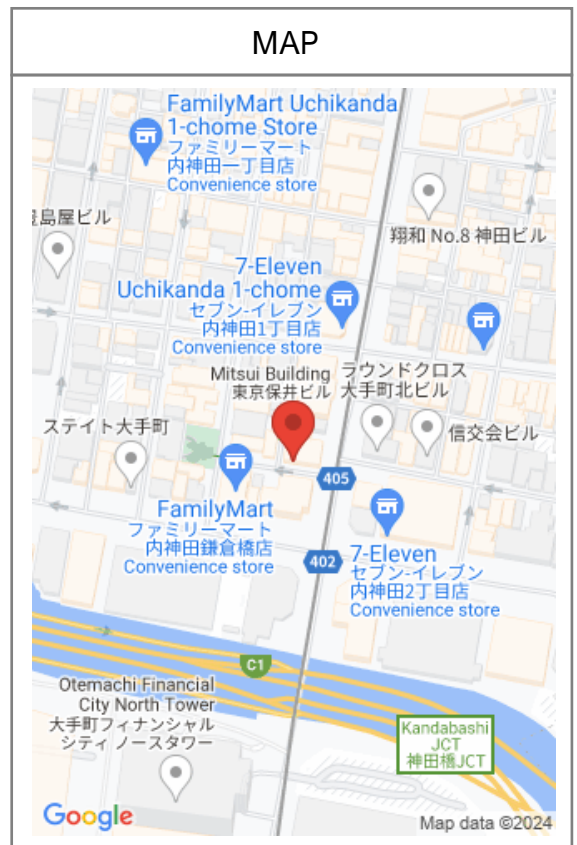 MAP
FamilyMart Uchikanda
1-chome Store
ファミリーマート
内神田一丁目店
Convenience store
島屋ビル
翔和 No.8 神田ビル
7-Eleven
Uchikanda 1-chome
セブン-イレブン
内神田1丁目店
Convenience store
Mitsui Building
東京保井ビル
ラウンドクロス
大手町北ビル
ステイト大手町
信交会ビル
405
FamilyMart
ファミリーマート
内神田鎌倉橋店
Convenience store
402
7-Eleven
セブン-イレブン
内神田2丁目店
Convenience store
C1
Otemachi Financial
City North Tower
大手町フィナンシャル
シティ ノースタワー
Kandabashi
JCT
神田橋JCT
Google
Map data ©2024